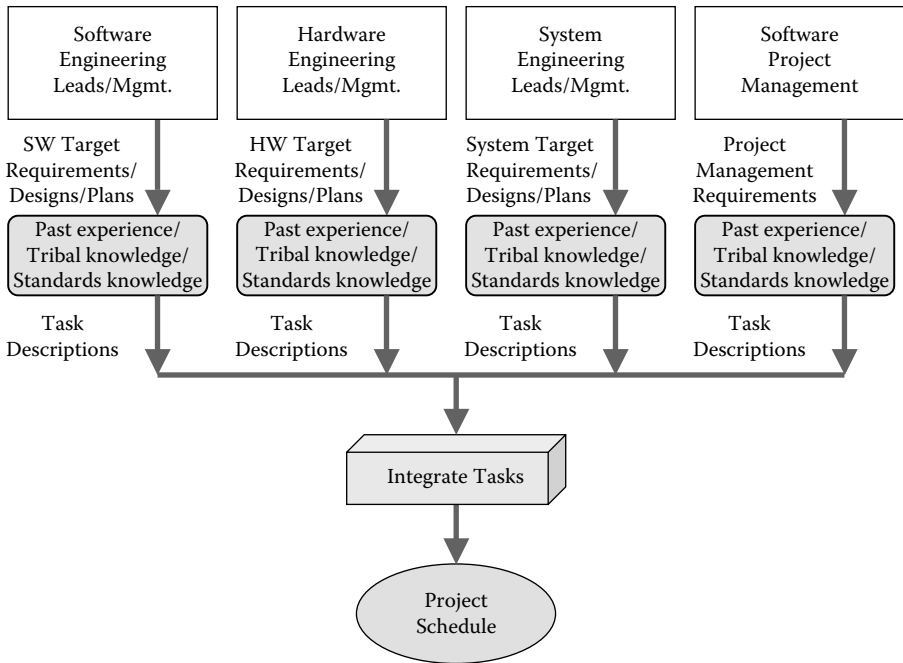 Software
Engineering
Leads/Mgmt.
Hardware
Engineering
Leads/Mgmt.
System
Engineering
Leads/Mgmt.
Software
Project
Management
SW Target
Requirements/
Designs/Plans
HW Target
Requirements/
Designs/Plans
System Target
Requirements/
Designs/Plans
Project
Management
Requirements
Past experience/
Tribal knowledge/
Standards knowledge
Past experience/
Tribal knowledge/
Standards knowledge
Past experience/
Tribal knowledge/
Standards knowledge
Past experience/
Tribal knowledge/
Standards knowledge
Task
Descriptions
Task
Descriptions
Task
Descriptions
Task
Descriptions
Integrate Tasks
Project
Schedule